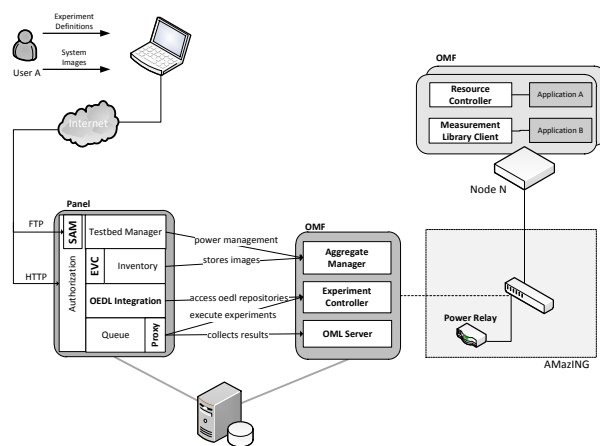 Experiment
Definitions
System
Images
User A
Internet
OMF
Resource
Controller
Application A
Measurement
Library Client
Application B
Node N
Panel
FTP
HTTP
SAM
Authorization
Testbed Manager
EVC
Inventory
OEDL Integration
Queue
Proxy
power management
stores images
access oedl repositories
execute experiments
collects results
OMF
Aggregate
Manager
Experiment
Controller
OML Server
Power Relay
AMazING